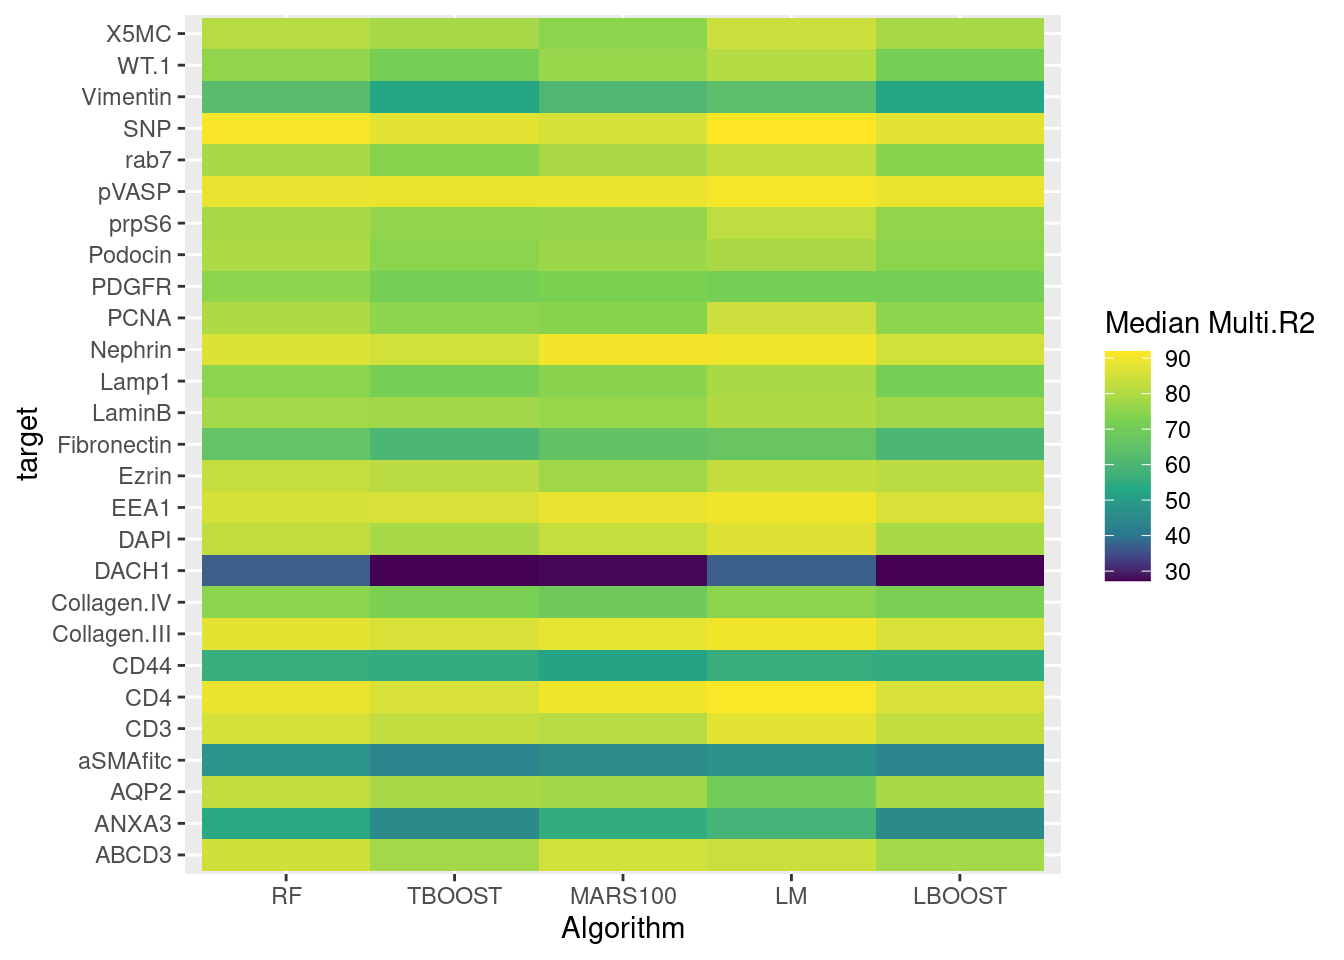 X5MC
WT.1
Vimentin
SNP
rab7
pVASP
prpS6
Podocin
PDGFR
PCNA
Nephrin
Lamp1
LaminB
Fibronectin
Ezrin
EEA1
DAPI
DACH1
Collagen.IV
Collagen.III
CD44
CD4
CD3
aSMAfitc
AQP2
ANXA3
ABCD3
target
RF TBOOST MARS100 LM LBOOST
Algorithm
Median Multi.R2
90
80
70
60
50
40
30